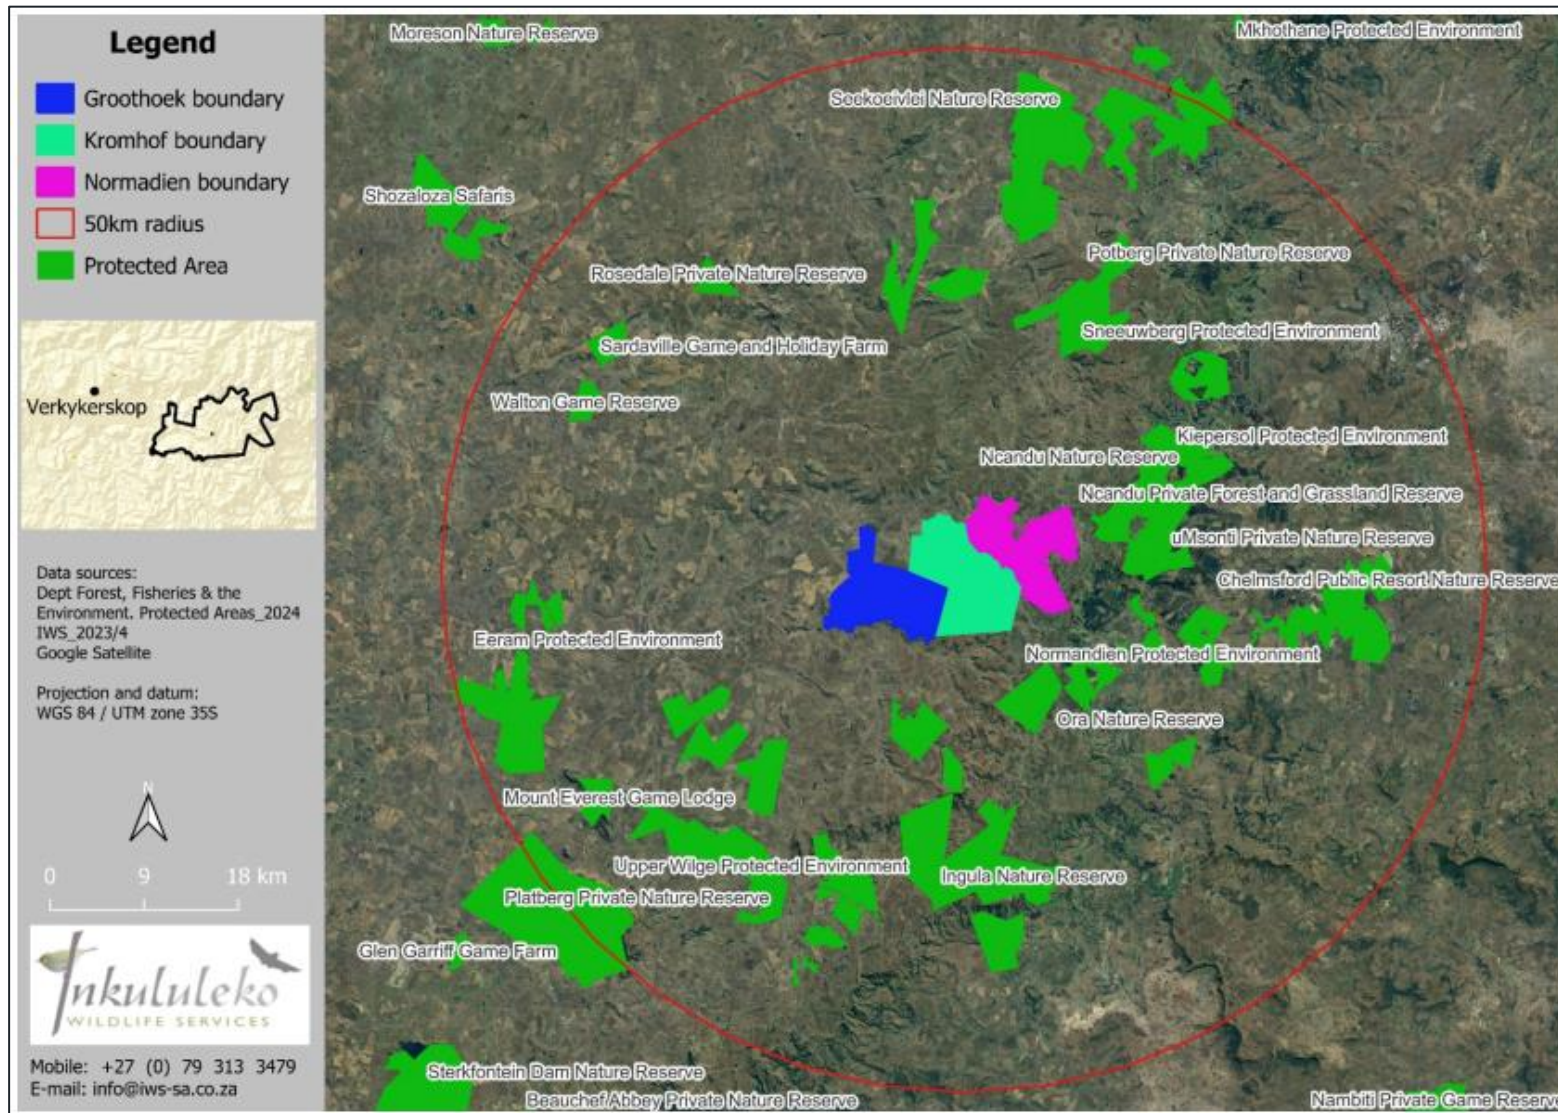 Legend
Groothoek boundary
Kromhof boundary
Normadien boundary
50km radius
Protected Area
Verkykerskop
Data sources:
Dept Forest, Fisheries & the
Environment. Protected Areas_2024
IWS_2023/4
Google Satellite
Projection and datum:
WGS 84 / UTM zone 35S
N
0 9 18 km
Inkululeko
WILDLIFE SERVICES
Mobile: +27 (0) 79 313 3479
E-mail: info@iws-sa.co.za
Moreson Nature Reserve
Mkhothane Protected Environment
Seekoeivlei Nature Reserve
Shozaloza Safaris
Potberg Private Nature Reserve
Rosedale Private Nature Reserve
Sneeuwberg Protected Environment
Sardaville Game and Holiday Farm
Walton Game Reserve
Kiepersol Protected Environment
Ncandu Nature Reserve
Ncandu Private Forest and Grassland Reserve
uMsonti Private Nature Reserve
Chelmsford Public Resort Nature Reserve
Eeram Protected Environment
Normandien Protected Environment
Ora Nature Reserve
Mount Everest Game Lodge
Upper Wilge Protected Environment
Ingula Nature Reserve
Platberg Private Nature Reserve
Glen Garriff Game Farm
Sterkfontein Dam Nature Reserve
Beauchef Abbey Private Nature Reserve
Nambiti Private Game Reserve